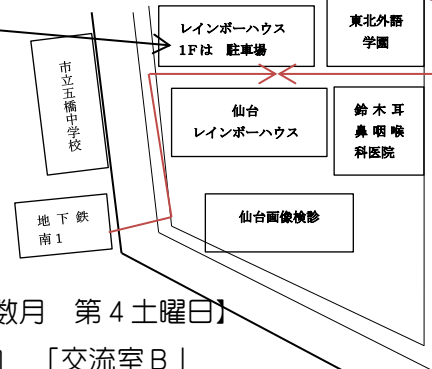 レインボーハウス
1Fは 駐車場
東北外語
学園
市立五橋中学校
仙台
レインボーハウス
鈴木耳
鼻咽喉
科医院
地下鉄
南1
仙台画像検診
数月 第4土曜日】
「交流室B」